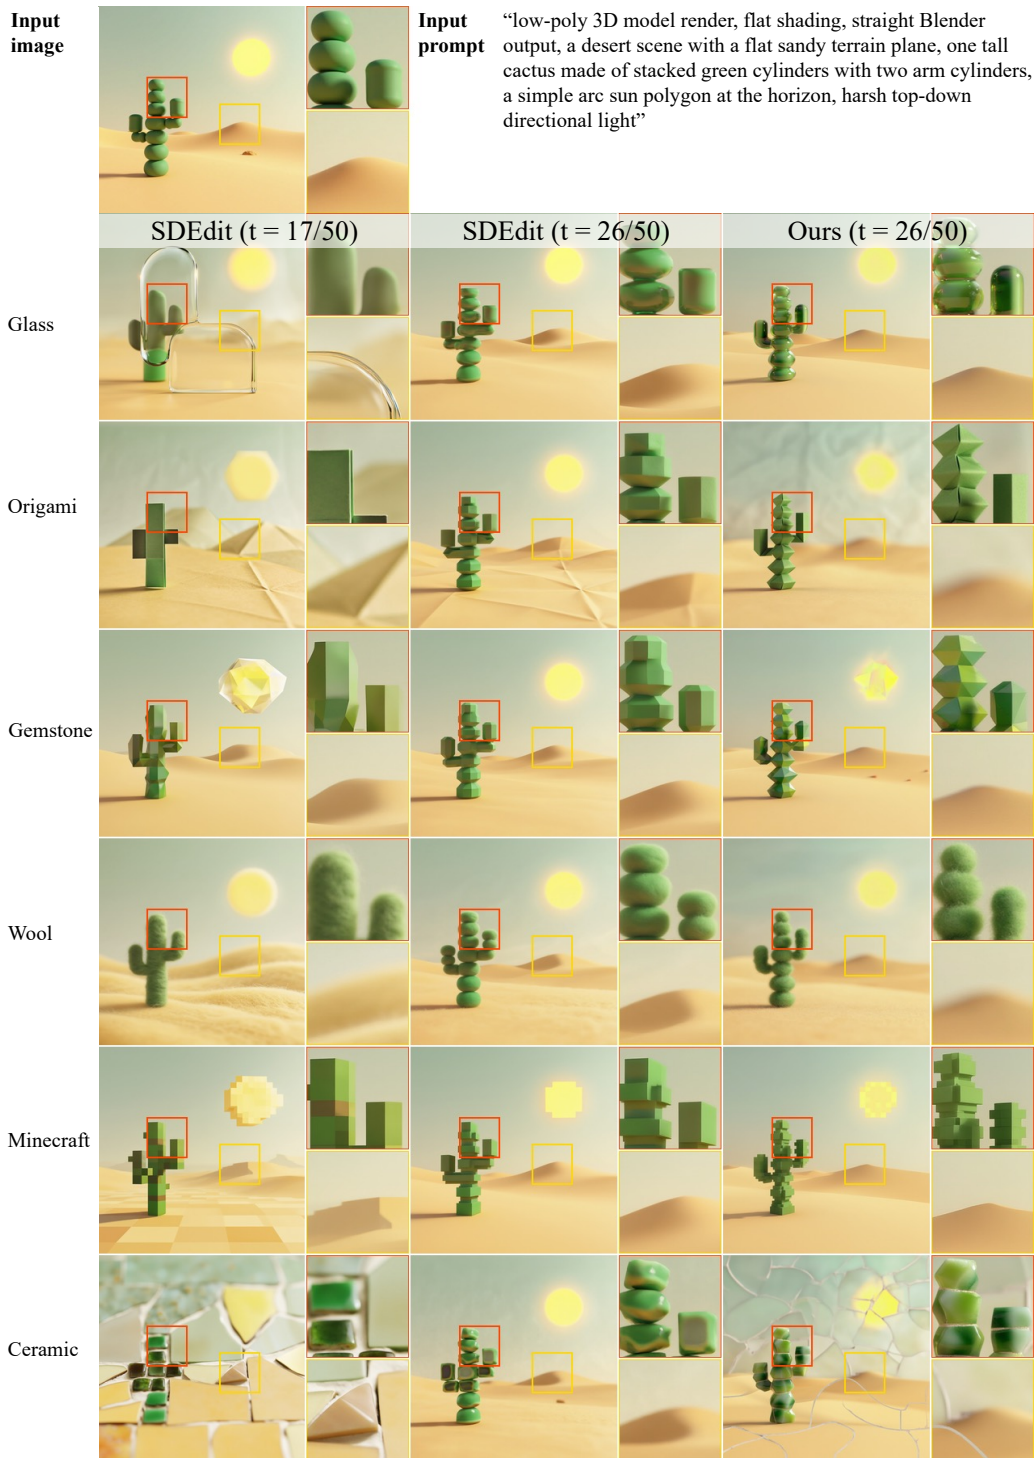 Input
image
Input
prompt
“low-poly 3D model render, flat shading, straight Blender
output, a desert scene with a flat sandy terrain plane, one tall
cactus made of stacked green cylinders with two arm cylinders,
a simple arc sun polygon at the horizon, harsh top-down
directional light”
SDEdit (t = 17/50)
SDEdit (t = 26/50)
Ours (t = 26/50)
Glass
Origami
Gemstone
Wool
Minecraft
Ceramic